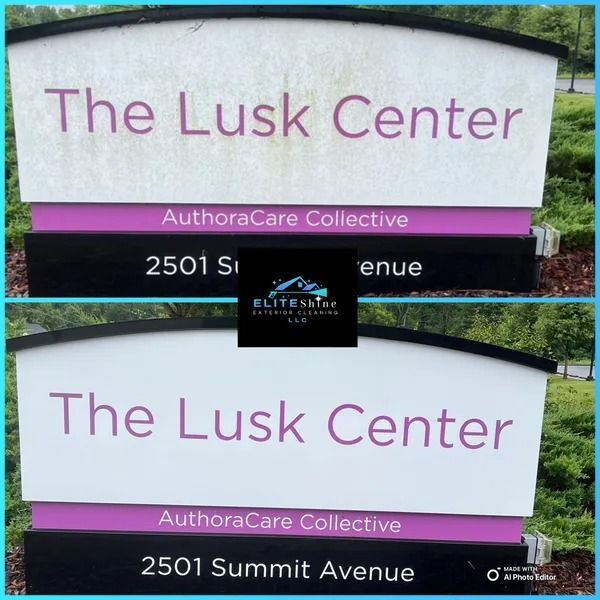 The Lusk Center
AuthoraCare Collective
2501 Su venue
ELITE Shine
EXTERIOR CLEANING
LLC
The Lusk Center
AuthoraCare Collective
2501 Summit Avenue
MADE WITH
AI Photo Editor